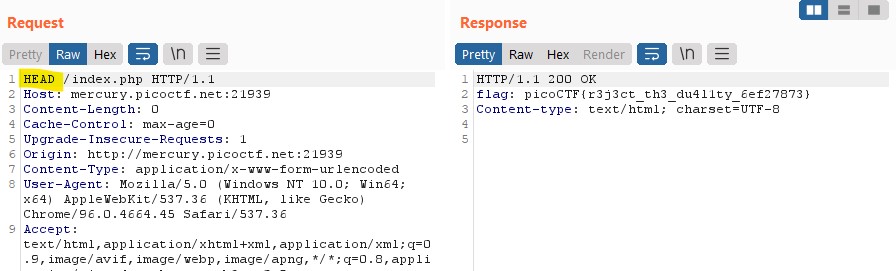 Request
Pretty Raw Hex \n
1 HEAD /index.php HTTP/1.1
2 Host: mercury.picoctf.net:21939
3 Content-Length: 0
4 Cache-Control: max-age=0
5 Upgrade-Insecure-Requests: 1
6 Origin: http://mercury.picoctf.net:21939
7 Content-Type: application/x-www-form-urlencoded
8 User-Agent: Mozilla/5.0 (Windows NT 10.0; Win64;
x64) AppleWebKit/537.36 (KHTML, like Gecko)
Chrome/96.0.4664.45 Safari/537.36
9 Accept:
text/html,application/xhtml+xml,application/xml;q=0
.9,image/avif,image/webp,image/apng,*/*;q=0.8,appli
Response
Pretty Raw Hex Render \n
1 HTTP/1.1 200 OK
2 flag: picoCTF{r3j3ct_th3_du4l1ty_6ef27873}
3 Content-type: text/html; charset=UTF-8
4
5